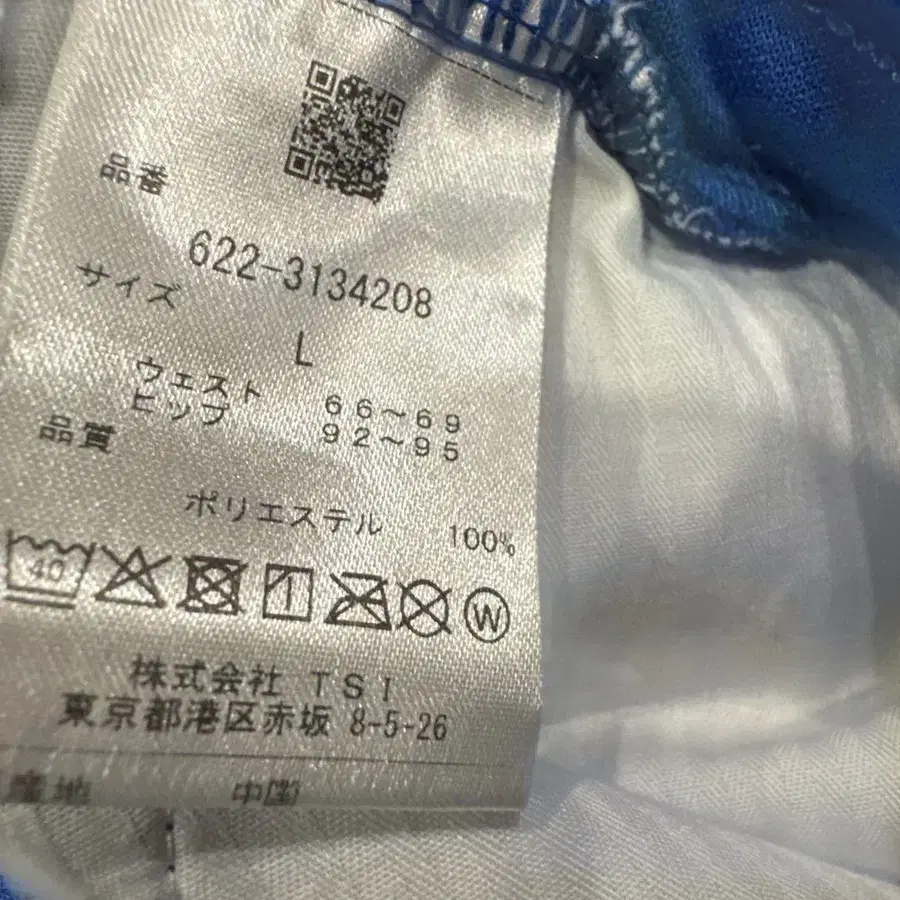 品番
622-3134208
サイズ
L
ウェスト 66～69
ヒップ 92～95
品質
ポリエステル 100%
40
W
株式会社 TSI
東京都港区赤坂 8-5-26
産地 中国